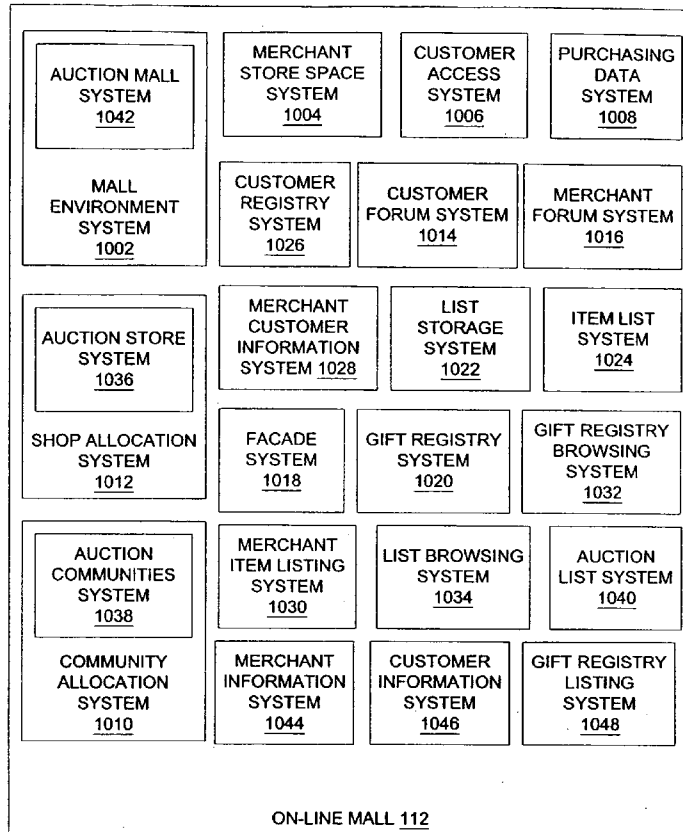 AUCTION MALL
SYSTEM
1042
MALL
ENVIRONMENT
SYSTEM
1002
MERCHANT
STORE SPACE
SYSTEM
1004
CUSTOMER
ACCESS
SYSTEM
1006
PURCHASING
DATA
SYSTEM
1008
CUSTOMER
REGISTRY
SYSTEM
1026
CUSTOMER
FORUM SYSTEM
1014
MERCHANT
FORUM SYSTEM
1016
AUCTION STORE
SYSTEM
1036
SHOP ALLOCATION
SYSTEM
1012
MERCHANT
CUSTOMER
INFORMATION
SYSTEM 1028
LIST
STORAGE
SYSTEM
1022
ITEM LIST
SYSTEM
1024
FACADE
SYSTEM
1018
GIFT REGISTRY
SYSTEM
1020
GIFT REGISTRY
BROWSING
SYSTEM
1032
AUCTION
COMMUNITIES
SYSTEM
1038
COMMUNITY
ALLOCATION
SYSTEM
1010
MERCHANT
ITEM LISTING
SYSTEM
1030
LIST BROWSING
SYSTEM
1034
AUCTION
LIST SYSTEM
1040
MERCHANT
INFORMATION
SYSTEM
1044
CUSTOMER
INFORMATION
SYSTEM
1046
GIFT REGISTRY
LISTING
SYSTEM
1048
ON-LINE MALL 112